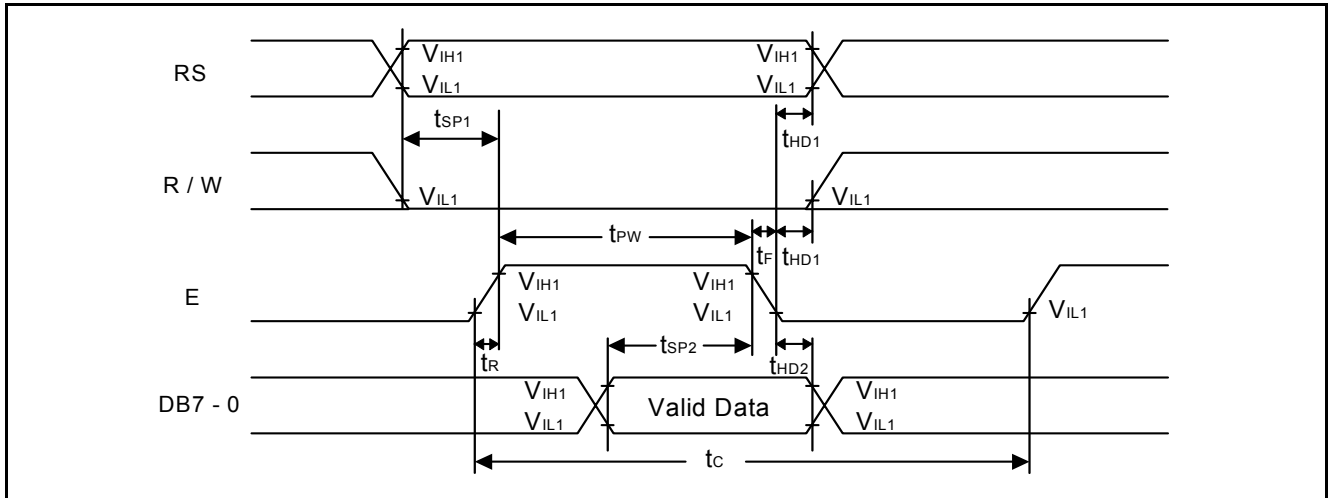 RS
VIH1
VIL1
VIH1
VIL1
tSP1
tHD1
R / W
VIL1
VIL1
tPW
tF
tHD1
E
VIH1
VIL1
VIH1
VIL1
VIL1
tR
tSP2
tHD2
DB7 - 0
VIH1
VIL1
Valid Data
VIH1
VIL1
tC